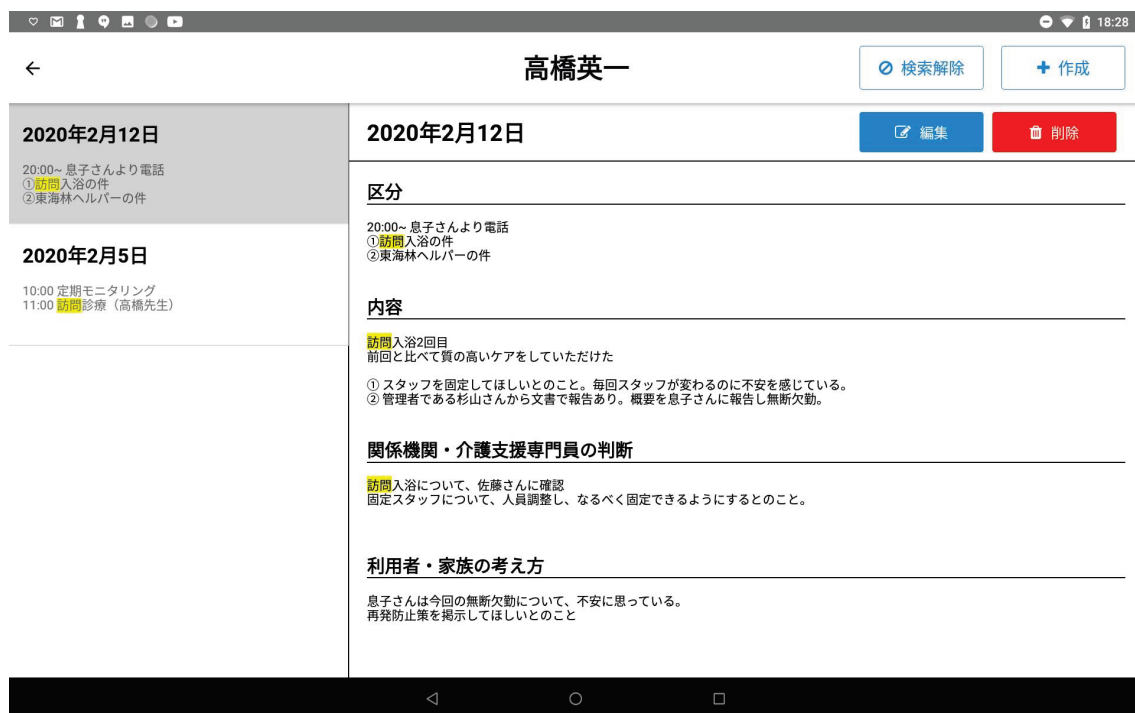 18:28
高橋英一
検索解除
作成
2020年2月12日
20:00~ 息子さんより電話
①訪問入浴の件
②東海林ヘルパーの件
2020年2月5日
10:00 定期モニタリング
11:00 訪問診療（高橋先生）
2020年2月12日
編集
削除
区分
20:00~ 息子さんより電話
①訪問入浴の件
②東海林ヘルパーの件
内容
訪問入浴2回目
前回と比べて質の高いケアをしていただけた
① スタッフを固定してほしいとのこと。毎回スタッフが変わるのに不安を感じている。
② 管理者である杉山さんから文書で報告あり。概要を息子さんに報告し無断欠勤。
関係機関・介護支援専門員の判断
訪問入浴について、佐藤さんに確認
固定スタッフについて、人員調整し、なるべく固定できるようにするとのこと。
利用者・家族の考え方
息子さんは今回の無断欠勤について、不安に思っている。
再発防止策を掲示してほしいとのこと